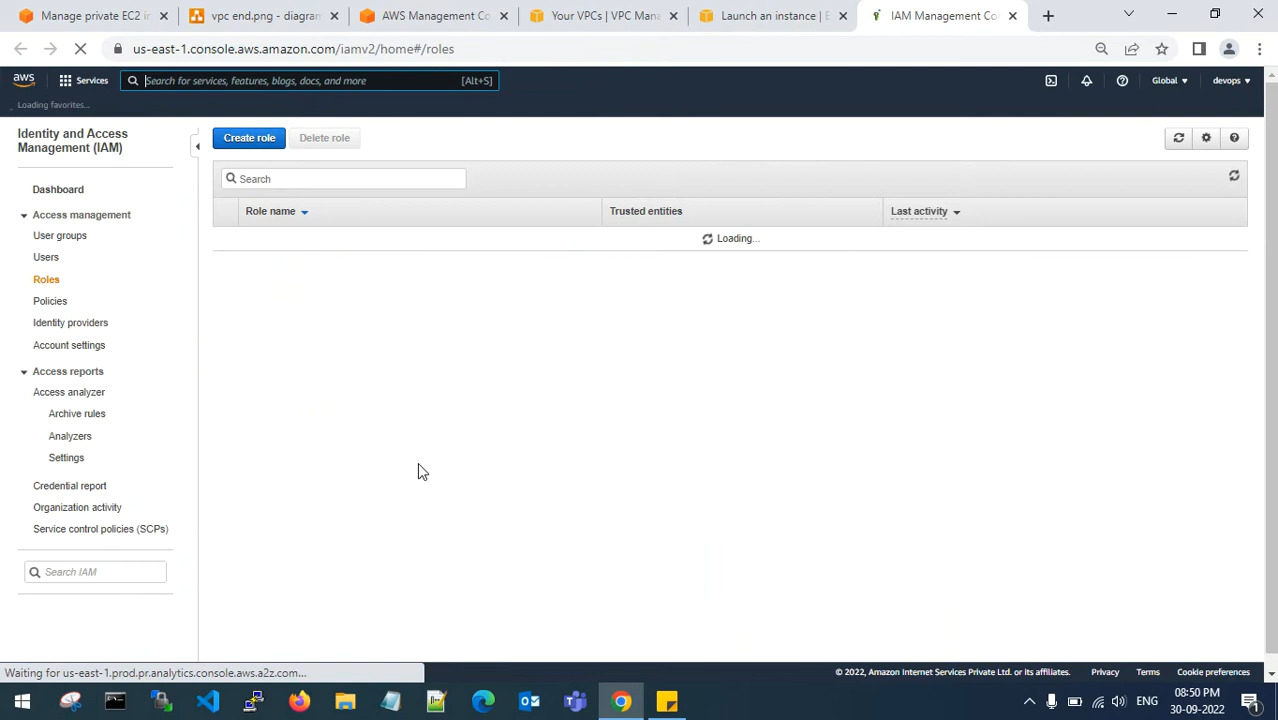 Manage private EC2 in
vpc end.png - diagram
AWS Management Co
Your VPCs | VPC Mana
Launch an instance | E
IAM Management Co
us-east-1.console.aws.amazon.com/iamv2/home#/roles
aws
Services
Search for services, features, blogs, docs, and more
[Alt+S]
Global
devops
Loading favorites...
Identity and Access
Management (IAM)
Create role
Delete role
Search
Dashboard
Role name
Trusted entities
Last activity
Access management
User groups
Loading...
Users
Roles
Policies
Identity providers
Account settings
Access reports
Access analyzer
Archive rules
Analyzers
Settings
Credential report
Organization activity
Service control policies (SCPs)
Search IAM
Waiting for us-east-1.prod.pr.analytics.console.aws.a2z.com...
© 2022, Amazon Internet Services Private Ltd. or its affiliates.
Privacy
Terms
Cookie preferences
ENG
08:50 PM
30-09-2022
1